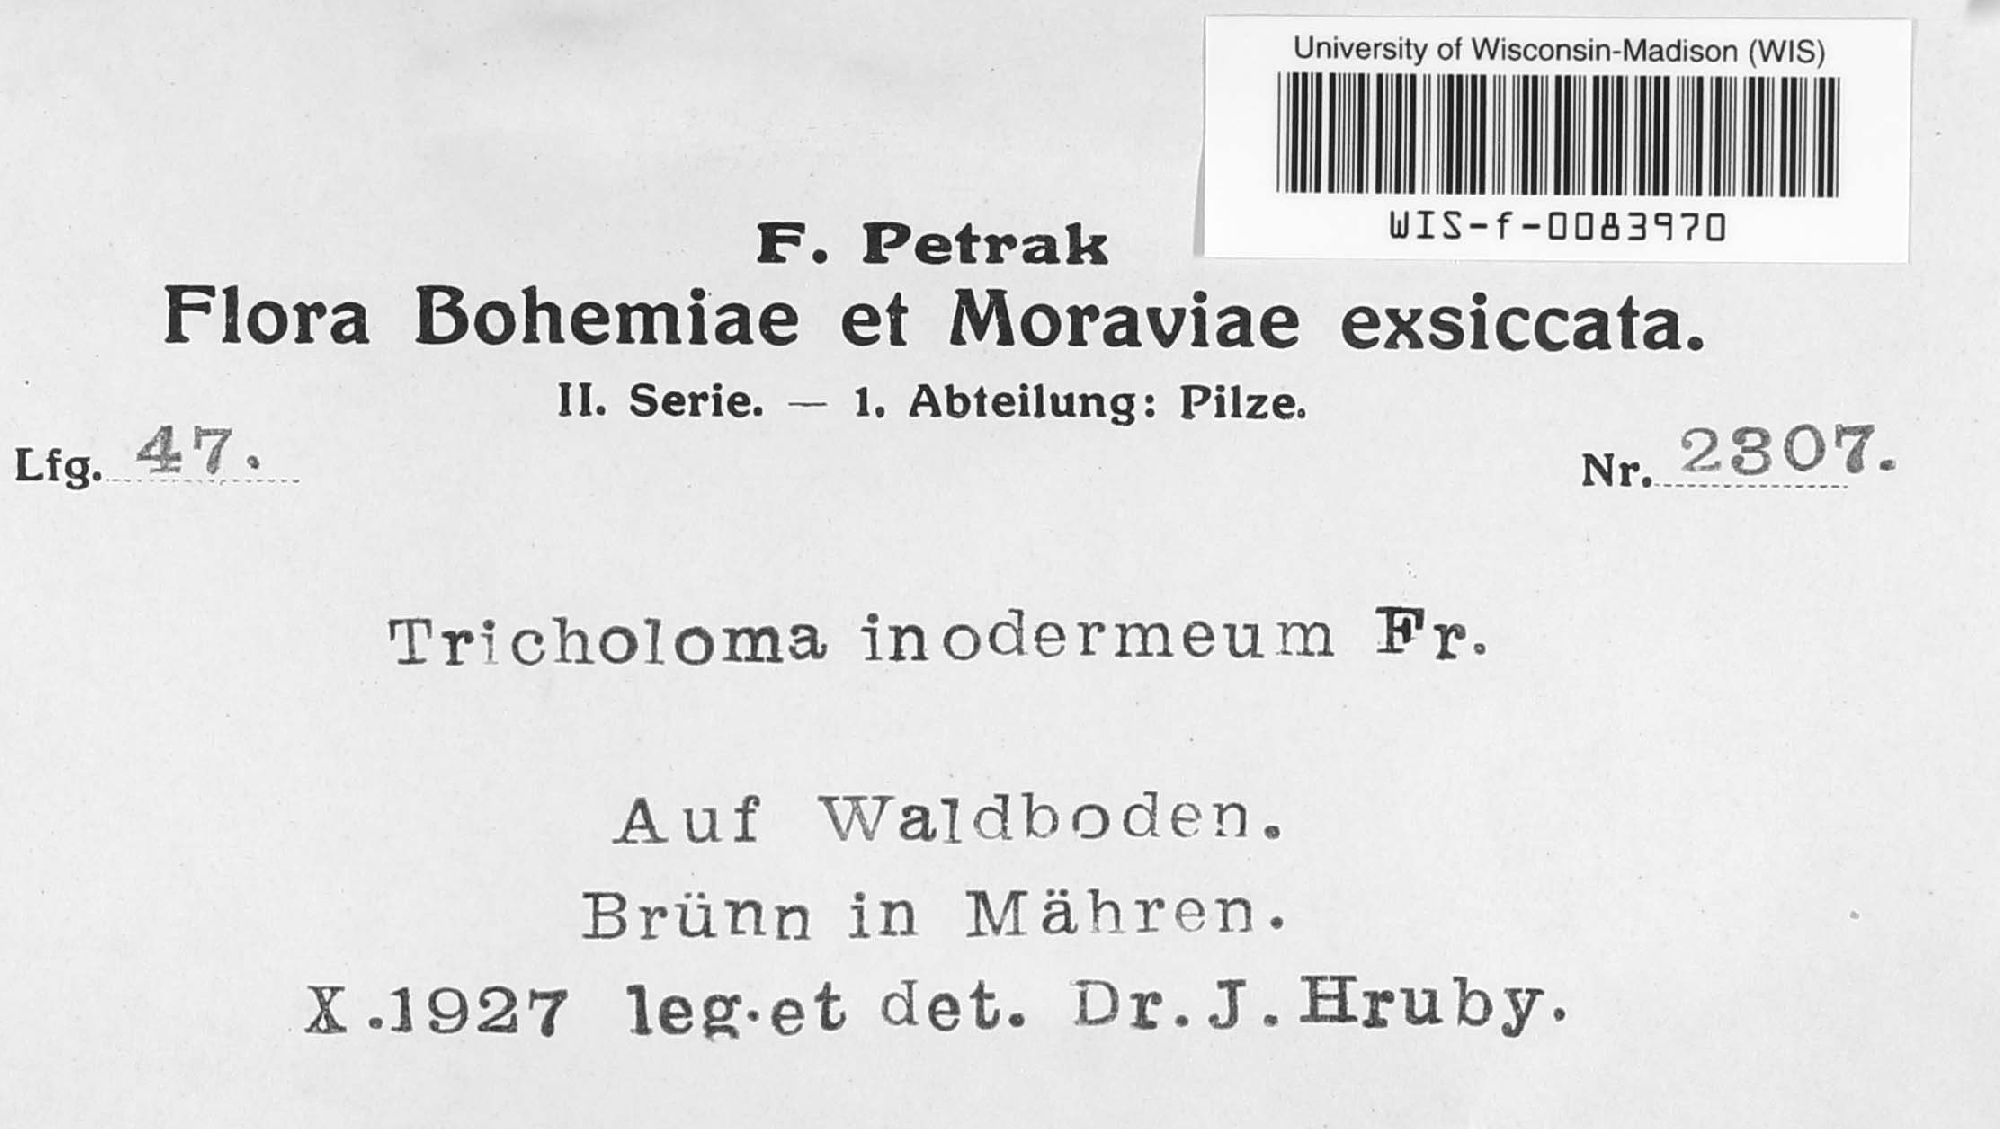 University of Wisconsin-Madison (WIS)
WIS-f-0083970
F. Petrak
Flora Bohemiae et Moraviae exsiccata.
II. Serie. — 1. Abteilung: Pilze.
Lfg. 47. Nr. 2307.
Tricholoma inodermeum Fr.
Auf Waldboden.
Brünn in Mähren.
X.1927 leg.et det. Dr.J.Hruby.